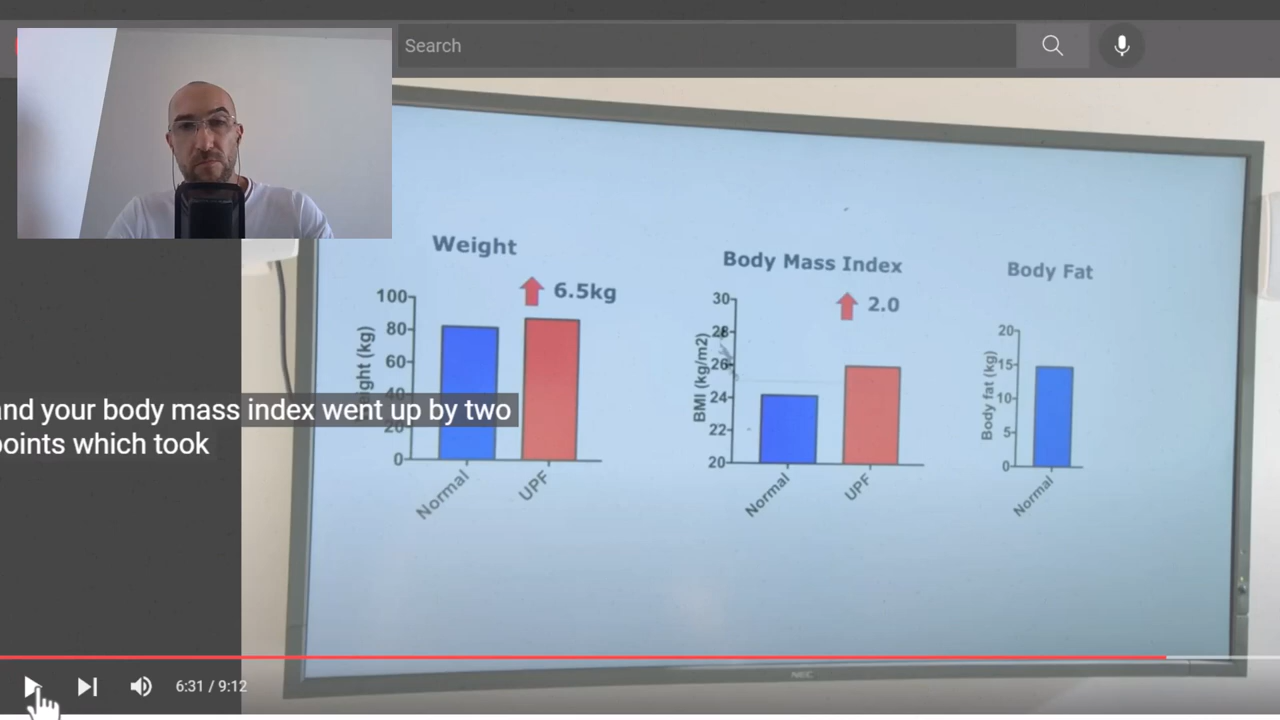 Search
Weight
6.5kg
100
80
60
40
20
0
Normal
UPF
Body Mass Index
2.0
30
28
26
24
22
20
BMI (kg/m2)
Normal
UPF
Body Fat
20
15
10
5
0
Body fat (kg)
Normal
and your body mass index went up by two
points which took
6:31 / 9:12
NEC